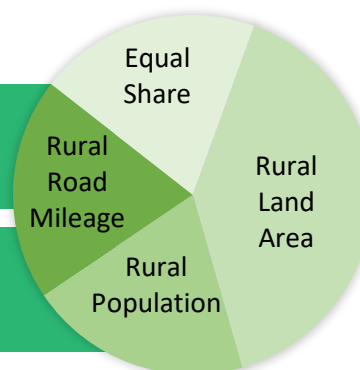 Equal
Share
Rural
Road
Mileage
Rural
Land
Area
Rural
Population